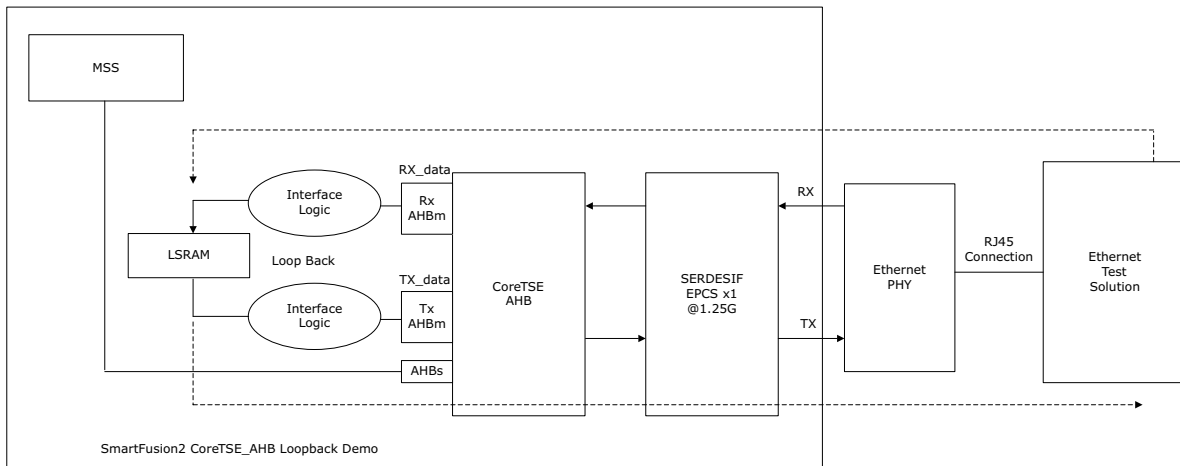 MSS
RX_data
Interface
Logic
Rx
AHBm
RX
LSRAM
Loop Back
RJ45
Connection
TX_data
CoreTSE
AHB
SERDESIF
EPCS x1
@1.25G
Ethernet
PHY
Ethernet
Test
Solution
Interface
Logic
Tx
AHBm
TX
AHBs
SmartFusion2 CoreTSE_AHB Loopback Demo